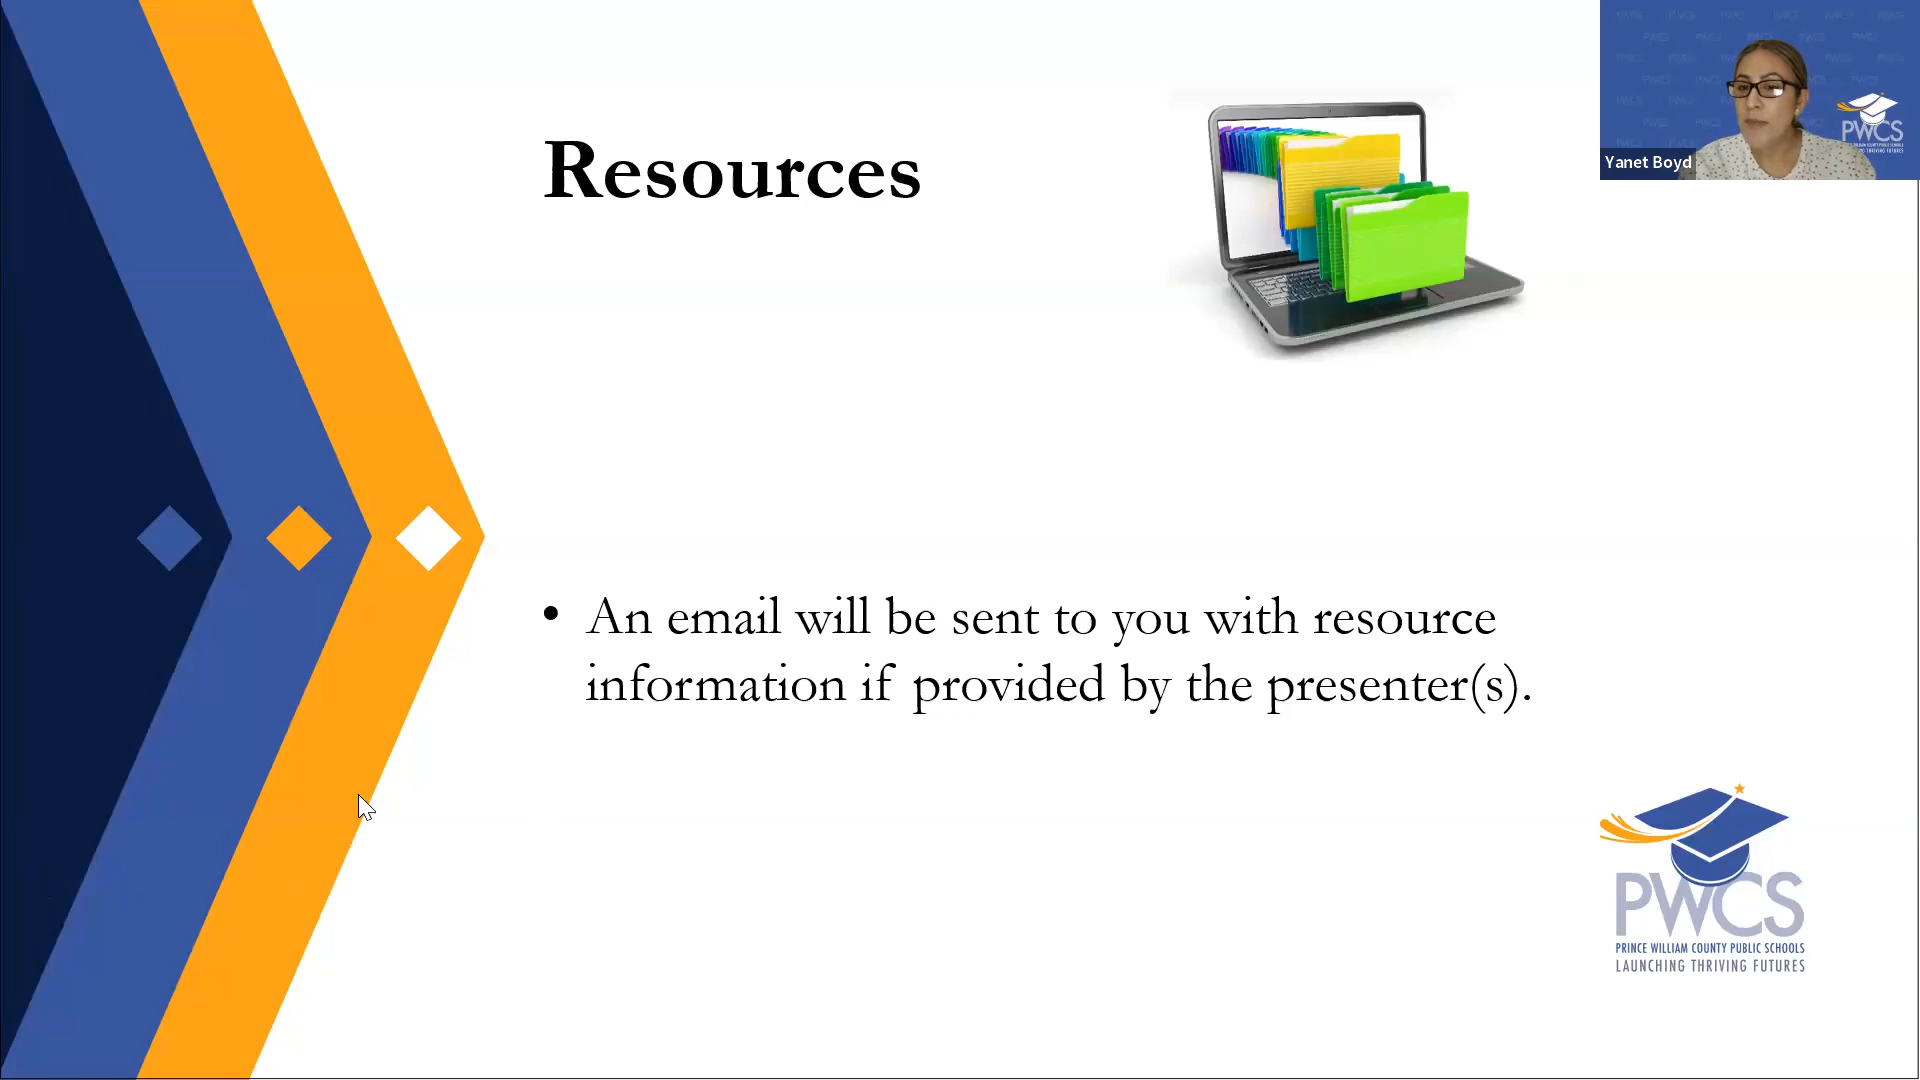 Resources
PWCS
Yanet Boyd
• An email will be sent to you with resource
information if provided by the presenter(s).
PWCS
PRINCE WILLIAM COUNTY PUBLIC SCHOOLS
LAUNCHING THRIVING FUTURES